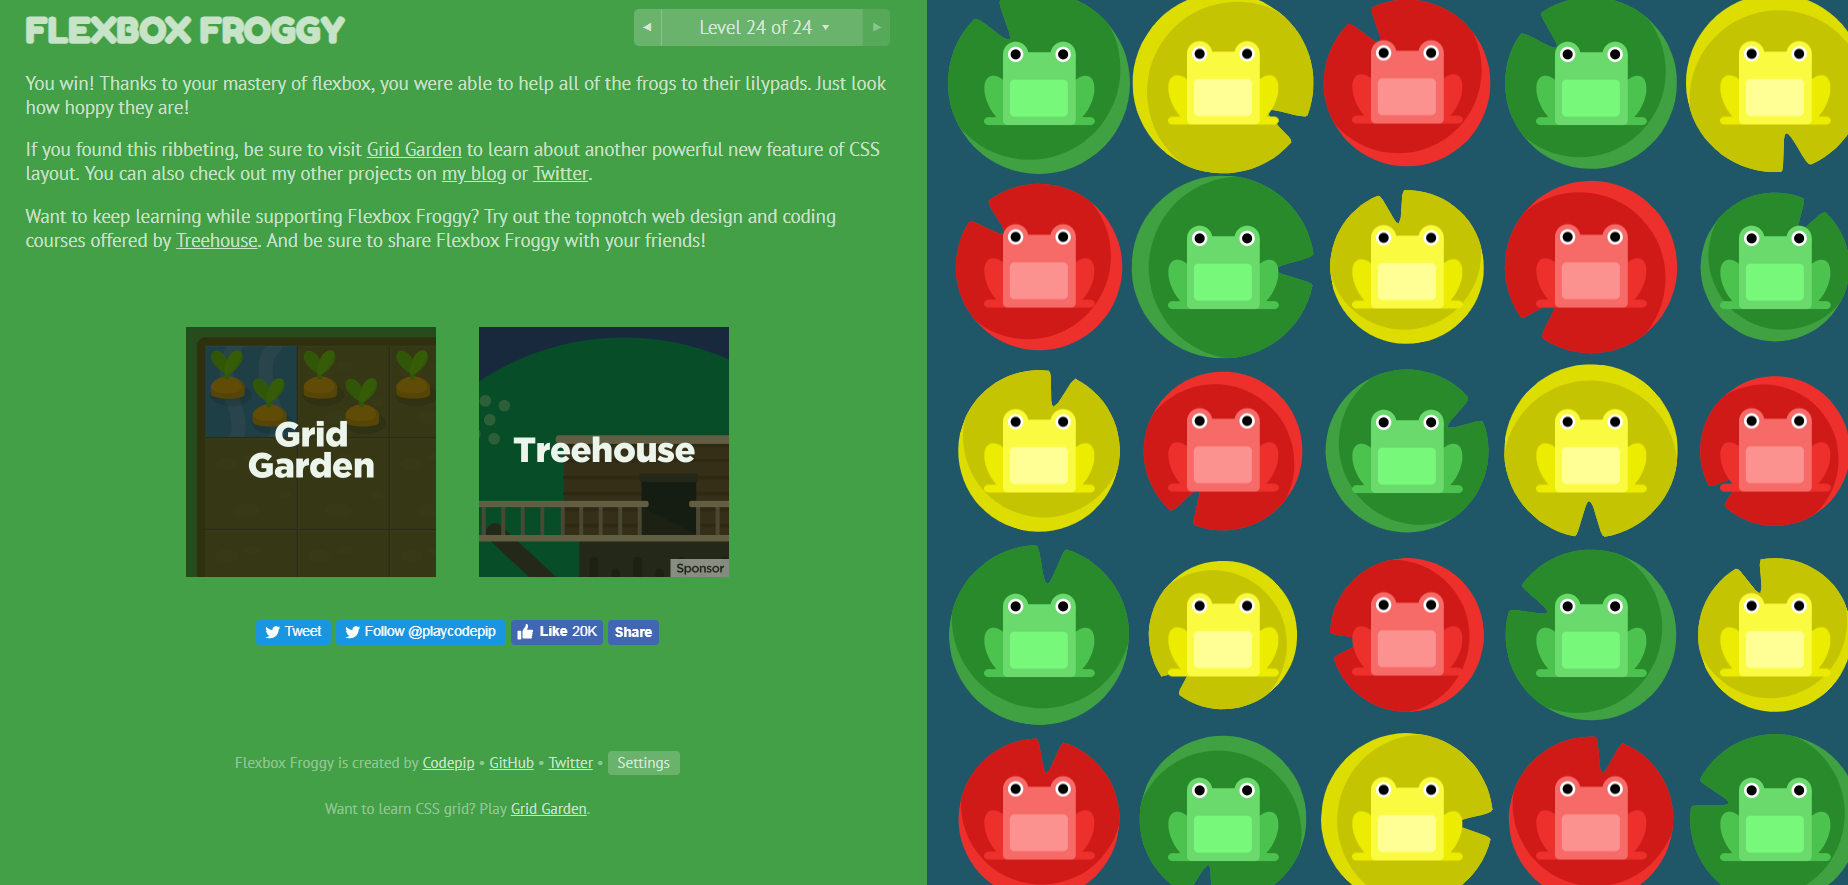 FLEXBOX FROGGY
◄ Level 24 of 24 ▼ ►
You win! Thanks to your mastery of flexbox, you were able to help all of the frogs to their lilypads. Just look
how hoppy they are!
If you found this ribbeting, be sure to visit Grid Garden to learn about another powerful new feature of CSS
layout. You can also check out my other projects on my blog or Twitter.
Want to keep learning while supporting Flexbox Froggy? Try out the topnotch web design and coding
courses offered by Treehouse. And be sure to share Flexbox Froggy with your friends!
Grid
Garden
Treehouse
Sponsor
Tweet Follow @playcodepip Like 20K Share
Flexbox Froggy is created by Codepip • GitHub • Twitter • Settings
Want to learn CSS grid? Play Grid Garden.